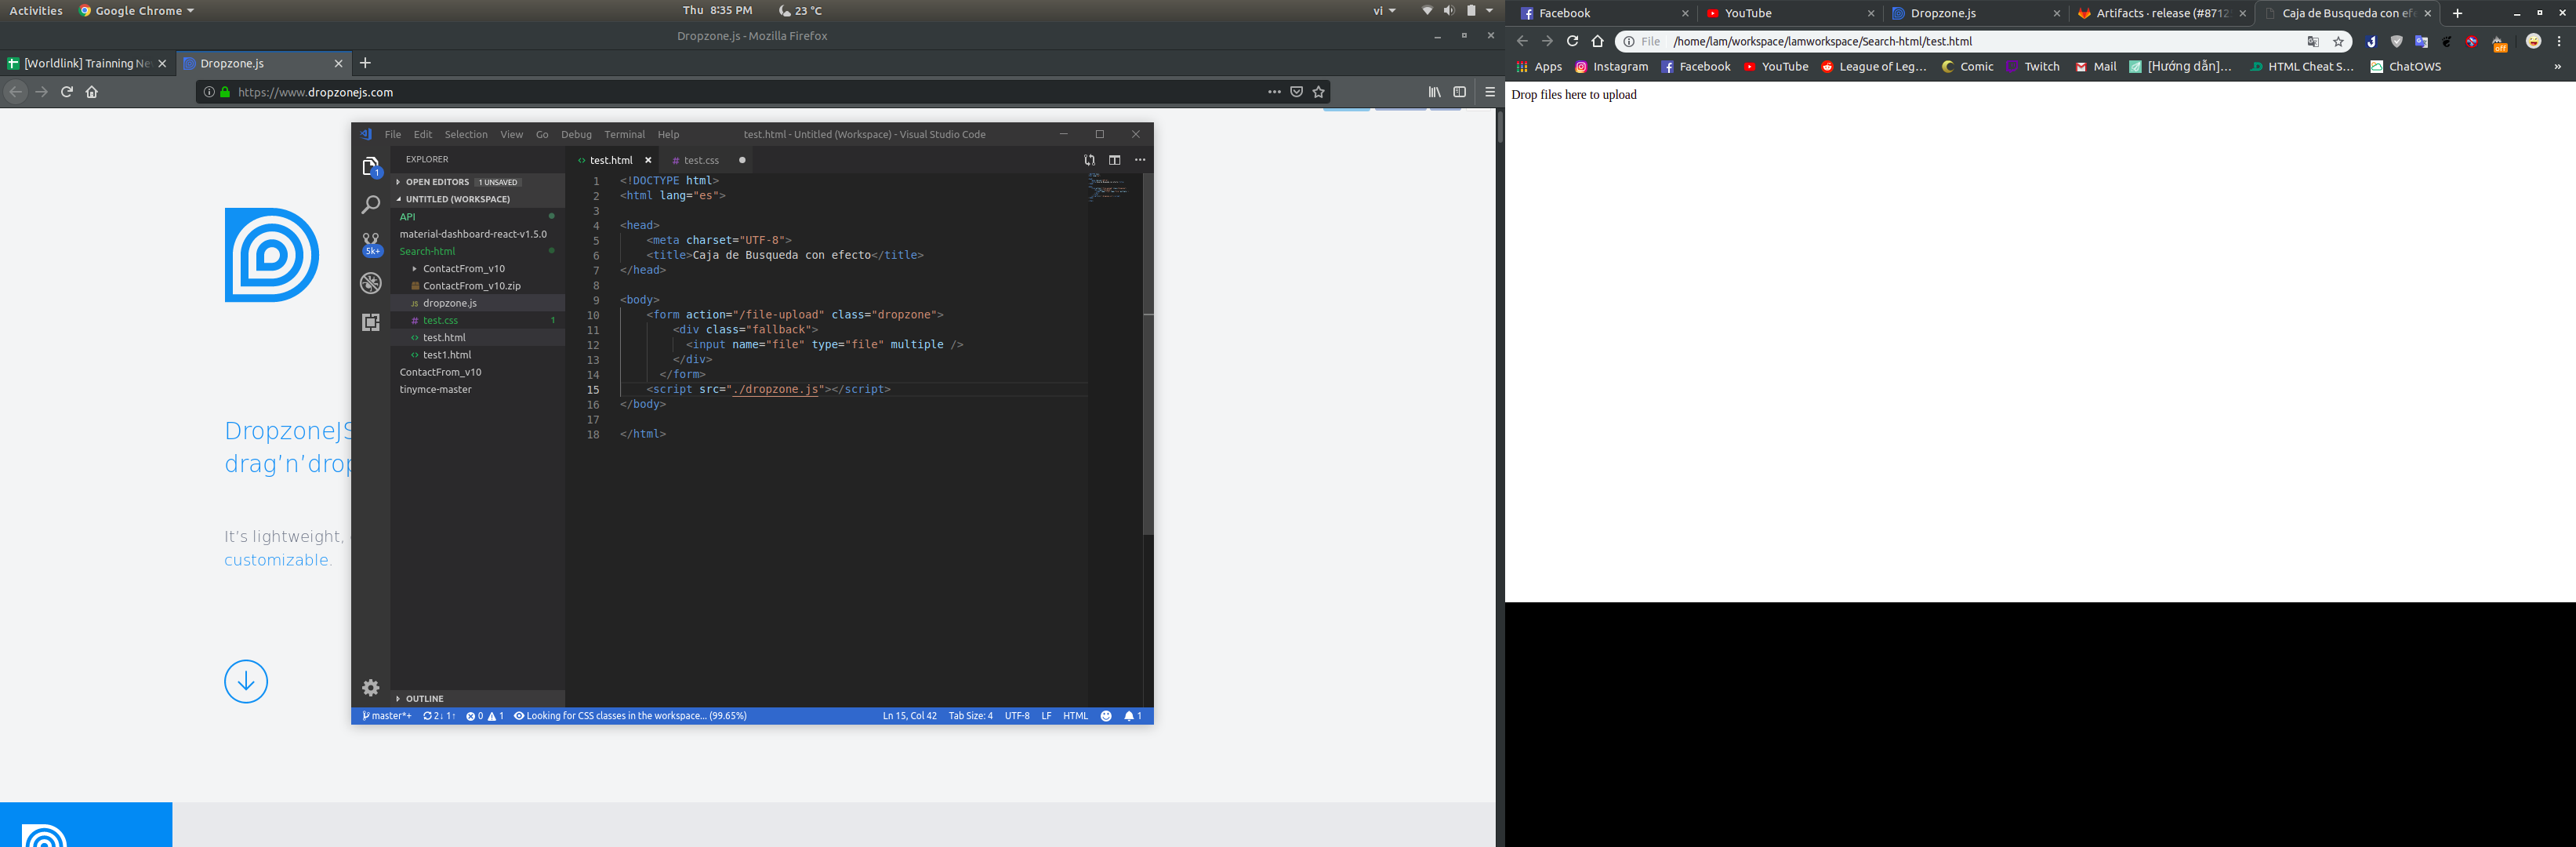 Activities Google Chrome Thu 8:35 PM 23 °C vi
Dropzone.js - Mozilla Firefox
[Worldlink] Trainning Ne Dropzone.js
https://www.dropzonejs.com
DropzoneJS
drag'n'drop
It's lightweight,
customizable.
File Edit Selection View Go Debug Terminal Help test.html - Untitled (Workspace) - Visual Studio Code
EXPLORER
OPEN EDITORS 1 UNSAVED
UNTITLED (WORKSPACE)
API
material-dashboard-react-v1.5.0
Search-html
ContactFrom_v10
ContactFrom_v10.zip
JS dropzone.js
# test.css 1
<> test.html
<> test1.html
ContactFrom_v10
tinymce-master
OUTLINE
1
5k+
<> test.html # test.css
1 <!DOCTYPE html>
2 <html lang="es">
3
4 <head>
5 <meta charset="UTF-8">
6 <title>Caja de Busqueda con efecto</title>
7 </head>
8
9 <body>
10 <form action="/file-upload" class="dropzone">
11 <div class="fallback">
12 <input name="file" type="file" multiple />
13 </div>
14 </form>
15 <script src="./dropzone.js"></script>
16 </body>
17
18 </html>
master*+ 2↓ 1↑ 0 1 Looking for CSS classes in the workspace... (99.65%) Ln 15, Col 42 Tab Size: 4 UTF-8 LF HTML 1
Facebook YouTube Dropzone.js Artifacts · release (#8712 Caja de Busqueda con ef
File /home/lam/workspace/lamworkspace/Search-html/test.html off
Apps Instagram Facebook YouTube League of Leg... Comic Twitch Mail [Hướng dẫn]... HTML Cheat S... ChatOWS »
Drop files here to upload